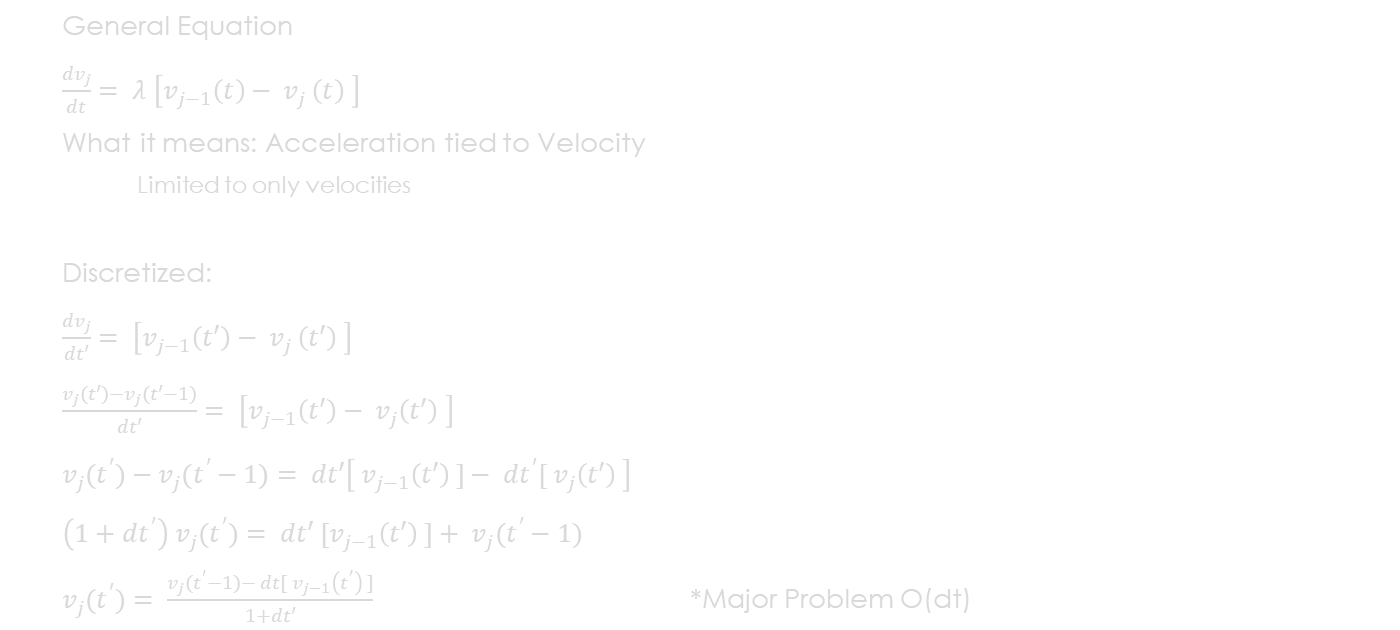 General Equation
dv_j/dt = λ [v_{j−1}(t) − v_j (t) ]
What it means: Acceleration tied to Velocity
Limited to only velocities
Discretized:
dv_j/dt′ = [v_{j−1}(t′) − v_j (t′) ]
(v_j(t′)−v_j(t′−1))/dt′ = [v_{j−1}(t′) − v_j(t′) ]
v_j(t′) − v_j(t′ − 1) = dt′[ v_{j−1}(t′) ] − dt′[ v_j(t′) ]
(1 + dt′) v_j(t′) = dt′ [v_{j−1}(t′) ] + v_j(t′ − 1)
v_j(t′) = (v_j(t′−1)− dt[ v_{j−1}(t′) ])/(1+dt′) *Major Problem O(dt)